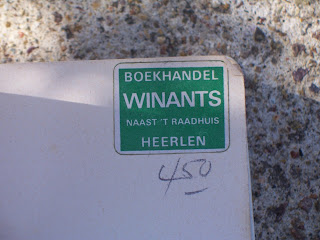 BOEKHANDEL
WINANTS
NAAST 'T RAADHUIS
HEERLEN
450